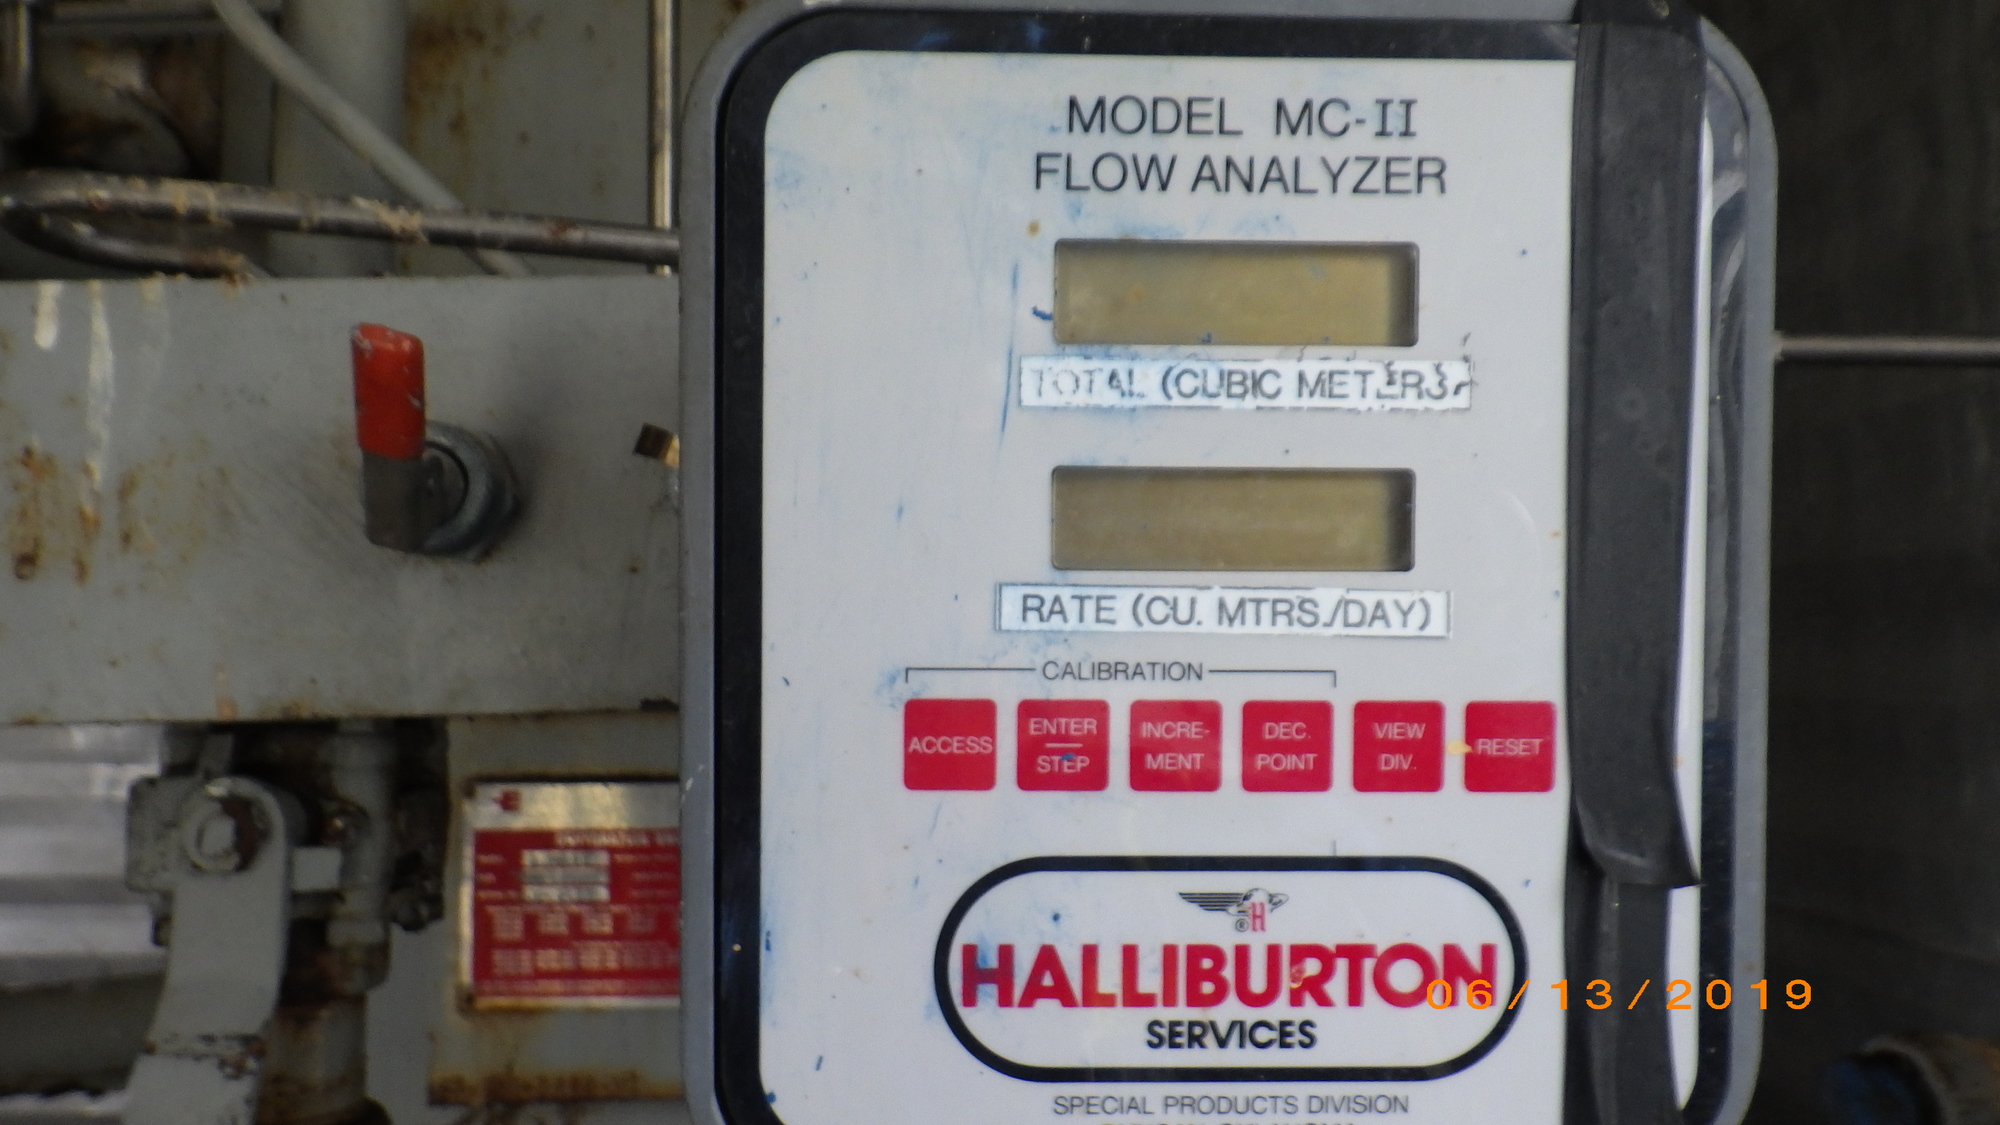 MODEL MC-II
FLOW ANALYZER
TOTAL (CUBIC METERS)
RATE (CU. MTRS./DAY)
CALIBRATION
ACCESS
ENTER
STEP
INCRE-
MENT
DEC.
POINT
VIEW
DIV.
RESET
®H
HALLIBURTON
SERVICES
06/13/2019
SPECIAL PRODUCTS DIVISION